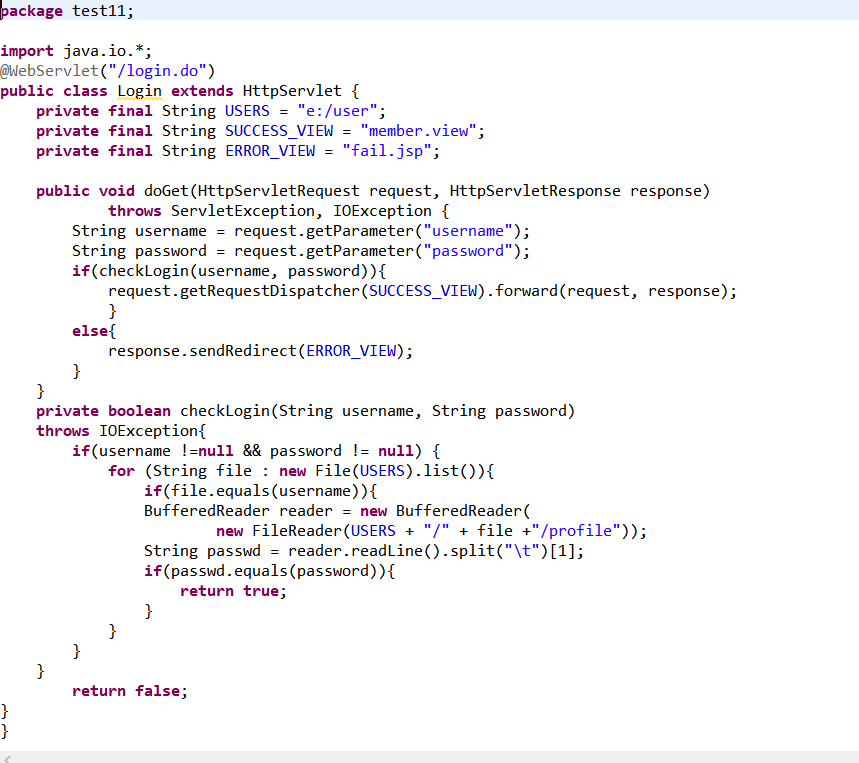 package test11;
import java.io.*;
@WebServlet("/login.do")
public class Login extends HttpServlet {
    private final String USERS = "e:/user";
    private final String SUCCESS_VIEW = "member.view";
    private final String ERROR_VIEW = "fail.jsp";
    public void doGet(HttpServletRequest request, HttpServletResponse response)
            throws ServletException, IOException {
        String username = request.getParameter("username");
        String password = request.getParameter("password");
        if(checkLogin(username, password)){
            request.getRequestDispatcher(SUCCESS_VIEW).forward(request, response);
            }
        else{
            response.sendRedirect(ERROR_VIEW);
        }
    }
    private boolean checkLogin(String username, String password)
    throws IOException{
        if(username !=null && password != null) {
            for (String file : new File(USERS).list()){
                if(file.equals(username)){
                BufferedReader reader = new BufferedReader(
                        new FileReader(USERS + "/" + file +"/profile"));
                String passwd = reader.readLine().split("\t")[1];
                if(passwd.equals(password)){
                    return true;
                }
            }
        }
    }
        return false;
}
}